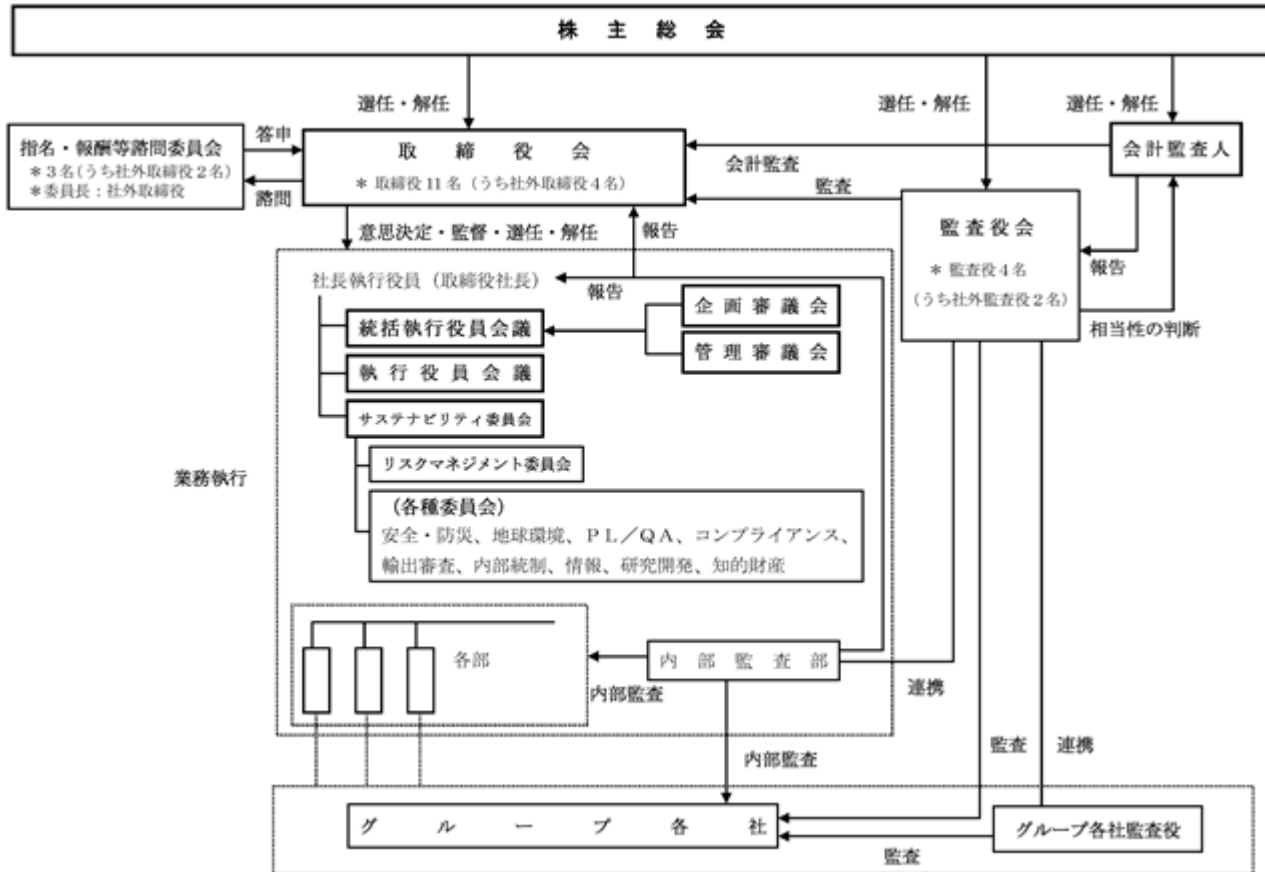 株主総会
選任・解任
選任・解任
選任・解任
指名・報酬等諮問委員会
*3名(うち社外取締役2名)
*委員長:社外取締役
答申
諮問
取締役会
* 取締役11名(うち社外取締役4名)
会計監査
監査
会計監査人
監査役会
* 監査役4名
(うち社外監査役2名)
報告
相当性の判断
意思決定・監督・選任・解任
報告
社長執行役員(取締役社長)
報告
統括執行役員会議
企画審議会
管理審議会
執行役員会議
サステナビリティ委員会
業務執行
リスクマネジメント委員会
(各種委員会)
安全・防災、地球環境、PL/QA、コンプライアンス、
輸出審査、内部統制、情報、研究開発、知的財産
各部
内部監査
内部監査部
連携
内部監査
監査
連携
グループ各社
監査
グループ各社監査役